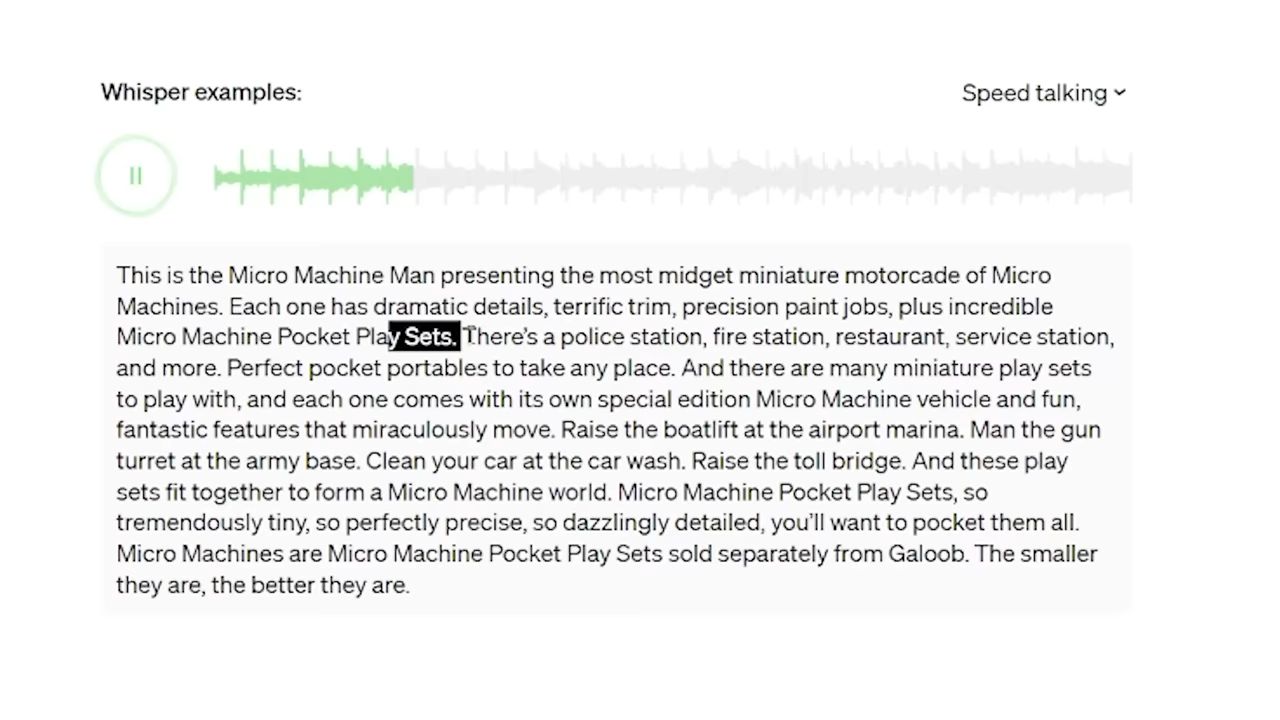 Whisper examples:
Speed talking
This is the Micro Machine Man presenting the most midget miniature motorcade of Micro
Machines. Each one has dramatic details, terrific trim, precision paint jobs, plus incredible
Micro Machine Pocket Play Sets. There’s a police station, fire station, restaurant, service station,
and more. Perfect pocket portables to take any place. And there are many miniature play sets
to play with, and each one comes with its own special edition Micro Machine vehicle and fun,
fantastic features that miraculously move. Raise the boatlift at the airport marina. Man the gun
turret at the army base. Clean your car at the car wash. Raise the toll bridge. And these play
sets fit together to form a Micro Machine world. Micro Machine Pocket Play Sets, so
tremendously tiny, so perfectly precise, so dazzlingly detailed, you’ll want to pocket them all.
Micro Machines are Micro Machine Pocket Play Sets sold separately from Galoob. The smaller
they are, the better they are.